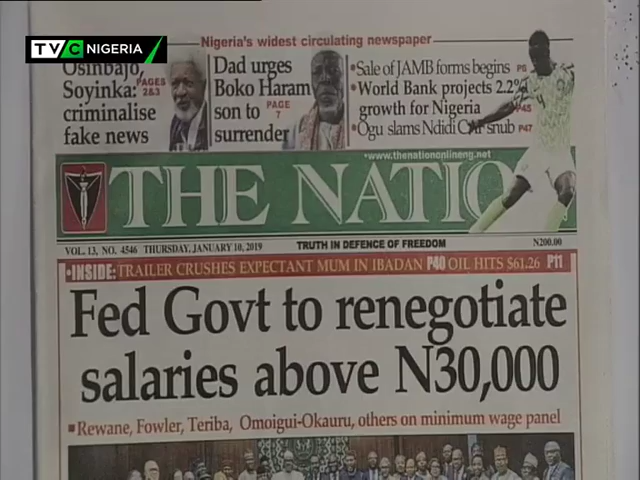 TVC NIGERIA
Nigeria's widest circulating newspaper
Osinbajo,
Soyinka:
criminalise
fake news
PAGES
2&3
Dad urges
Boko Haram
son to
surrender
PAGE
7
•Sale of JAMB forms begins P5
•World Bank projects 2.2%
growth for Nigeria P45
•Ogu slams Ndidi CAF snub P47
•www.thenationonlineng.net
THE NATIO
VOL. 13, NO. 4546 THURSDAY, JANUARY 10, 2019 TRUTH IN DEFENCE OF FREEDOM N200.00
•INSIDE: TRAILER CRUSHES EXPECTANT MUM IN IBADAN P40 OIL HITS $61.26 P11
Fed Govt to renegotiate
salaries above N30,000
▪Rewane, Fowler, Teriba, Omoigui-Okauru, others on minimum wage panel